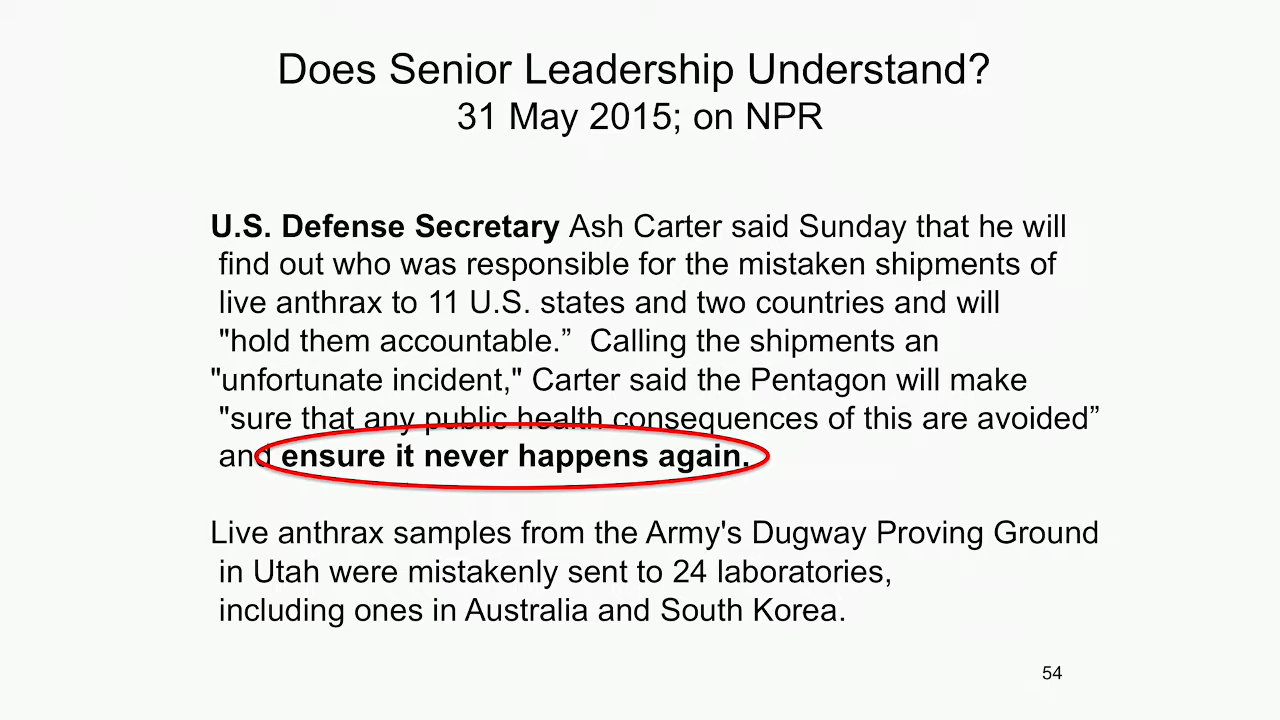 Does Senior Leadership Understand?
31 May 2015; on NPR
U.S. Defense Secretary Ash Carter said Sunday that he will
find out who was responsible for the mistaken shipments of
live anthrax to 11 U.S. states and two countries and will
"hold them accountable.”  Calling the shipments an
"unfortunate incident," Carter said the Pentagon will make
"sure that any public health consequences of this are avoided”
and ensure it never happens again.
Live anthrax samples from the Army's Dugway Proving Ground
in Utah were mistakenly sent to 24 laboratories,
including ones in Australia and South Korea.
54